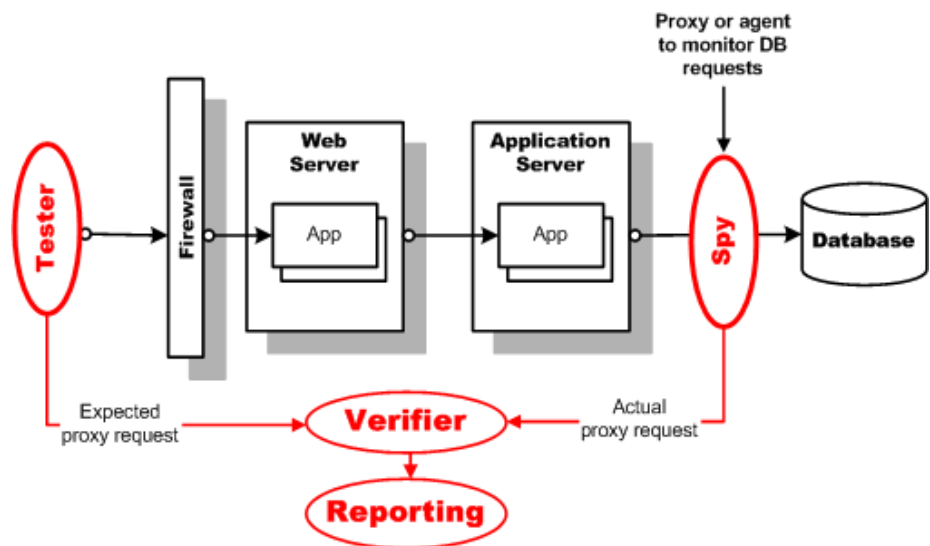 Proxy or agent
to monitor DB
requests
Tester
Firewall
Web
Server
App
Application
Server
App
Spy
Database
Expected
proxy request
Verifier
Actual
proxy request
Reporting